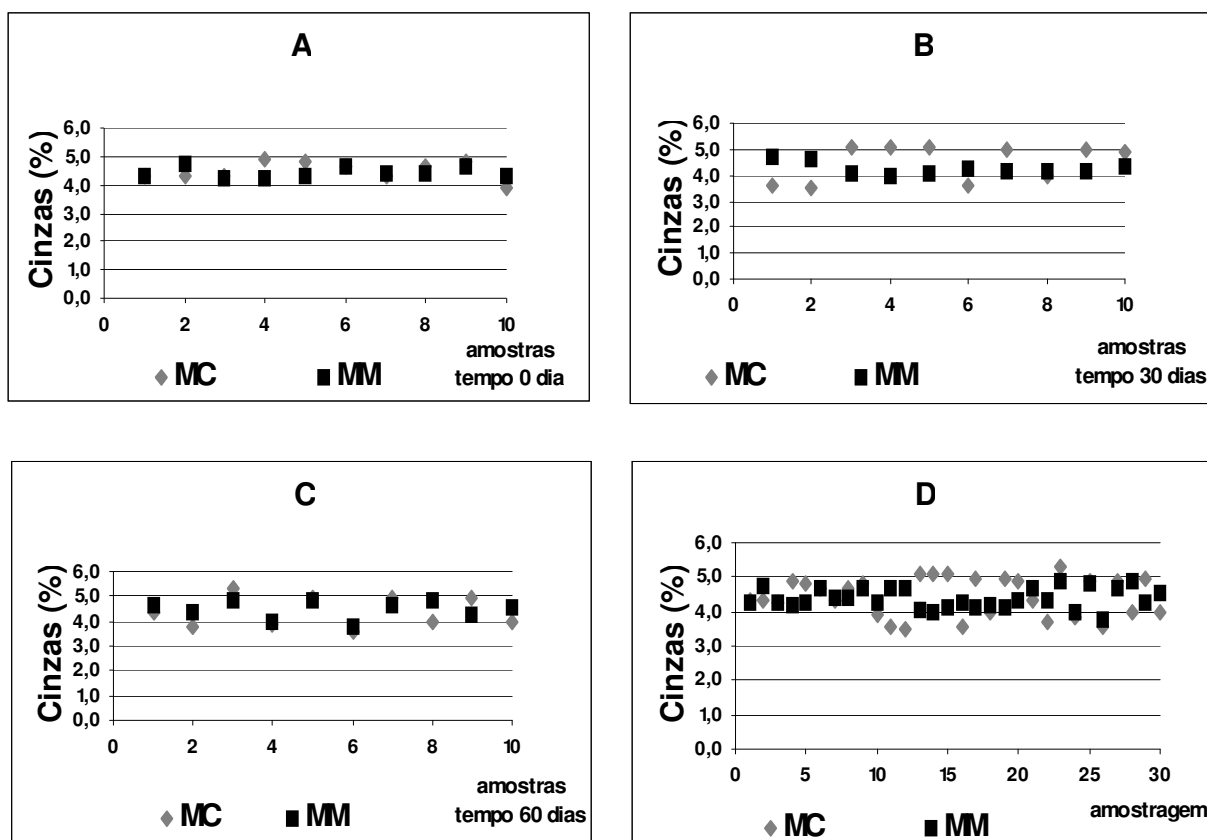 A
Cinzas (%)
6,0
5,0
4,0
3,0
2,0
1,0
0,0
0 2 4 6 8 10
amostras
tempo 0 dia
MC MM
B
Cinzas (%)
6,0
5,0
4,0
3,0
2,0
1,0
0,0
0 2 4 6 8 10
amostras
tempo 30 dias
MC MM
C
Cinzas (%)
6,0
5,0
4,0
3,0
2,0
1,0
0,0
0 2 4 6 8 10
amostras
tempo 60 dias
MC MM
D
Cinzas (%)
6,0
5,0
4,0
3,0
2,0
1,0
0,0
0 5 10 15 20 25 30
amostragem
MC MM